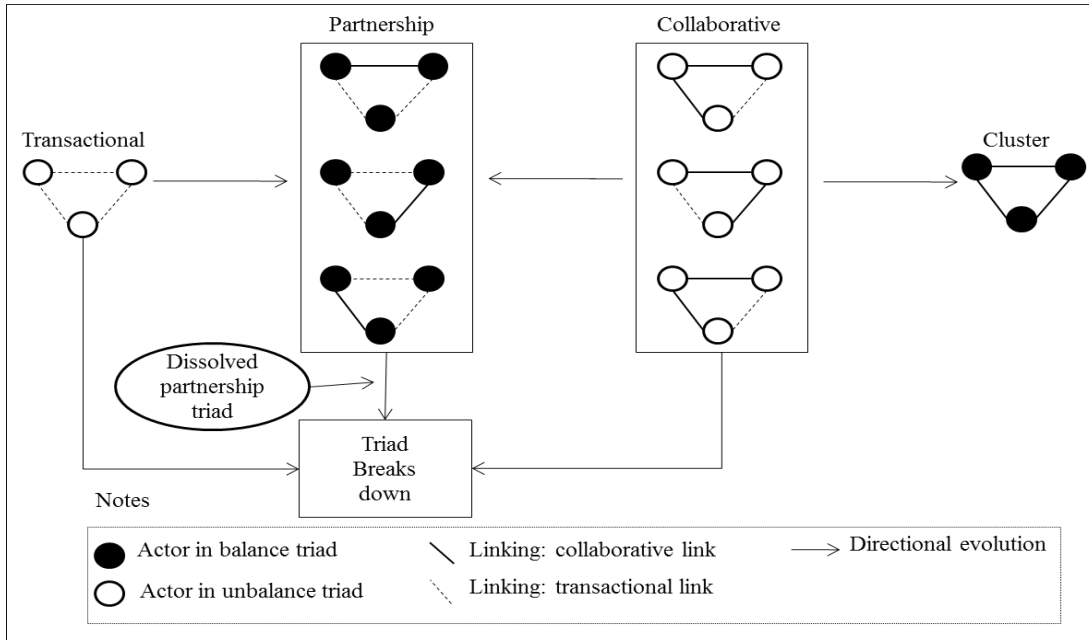 Partnership
Collaborative
Transactional
Cluster
Dissolved
partnership
triad
Triad
Breaks
down
Notes
Actor in balance triad
Linking: collaborative link
Directional evolution
Actor in unbalance triad
Linking: transactional link